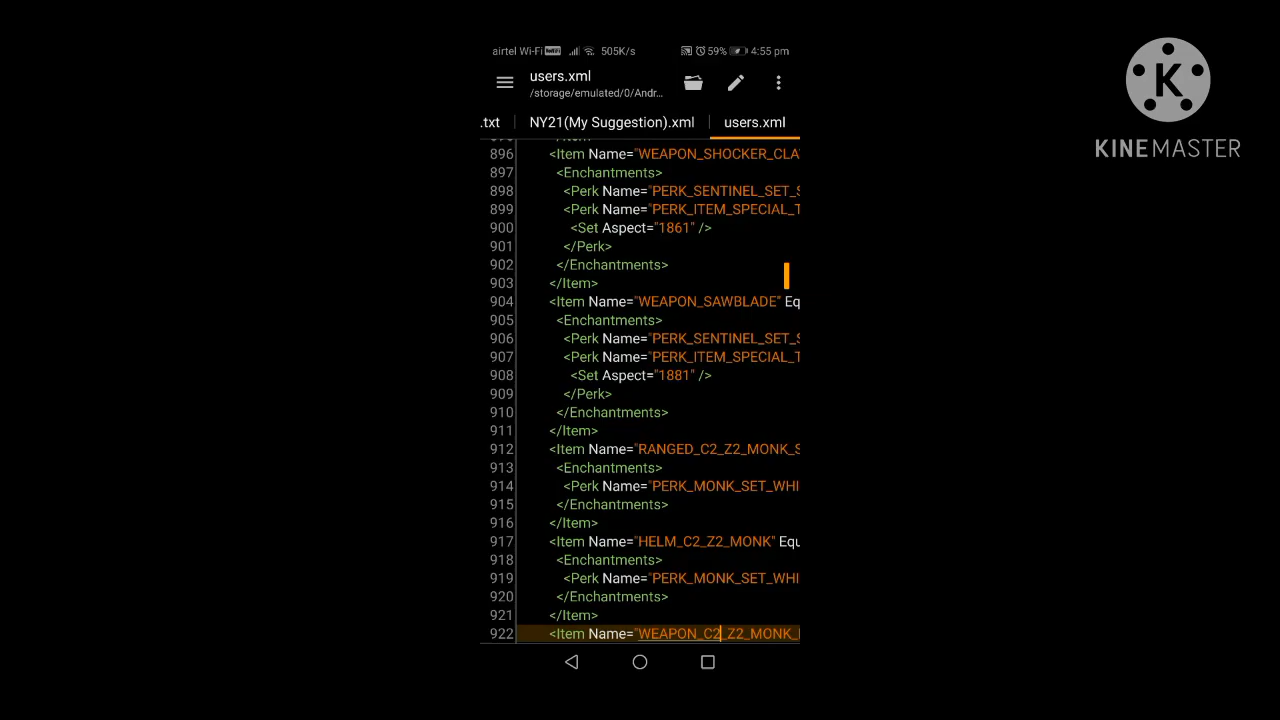 airtel Wi-Fi 505K/s 59% 4:55 pm
users.xml
/storage/emulated/0/Andr...
.txt NY21(My Suggestion).xml users.xml
896 <Item Name="WEAPON_SHOCKER_CLA
897 <Enchantments>
898 <Perk Name="PERK_SENTINEL_SET_S
899 <Perk Name="PERK_ITEM_SPECIAL_T
900 <Set Aspect="1861" />
901 </Perk>
902 </Enchantments>
903 </Item>
904 <Item Name="WEAPON_SAWBLADE" Eq
905 <Enchantments>
906 <Perk Name="PERK_SENTINEL_SET_S
907 <Perk Name="PERK_ITEM_SPECIAL_T
908 <Set Aspect="1881" />
909 </Perk>
910 </Enchantments>
911 </Item>
912 <Item Name="RANGED_C2_Z2_MONK_S
913 <Enchantments>
914 <Perk Name="PERK_MONK_SET_WHI
915 </Enchantments>
916 </Item>
917 <Item Name="HELM_C2_Z2_MONK" Equ
918 <Enchantments>
919 <Perk Name="PERK_MONK_SET_WHI
920 </Enchantments>
921 </Item>
922 <Item Name="WEAPON_C2_Z2_MONK_
K
KINEMASTER